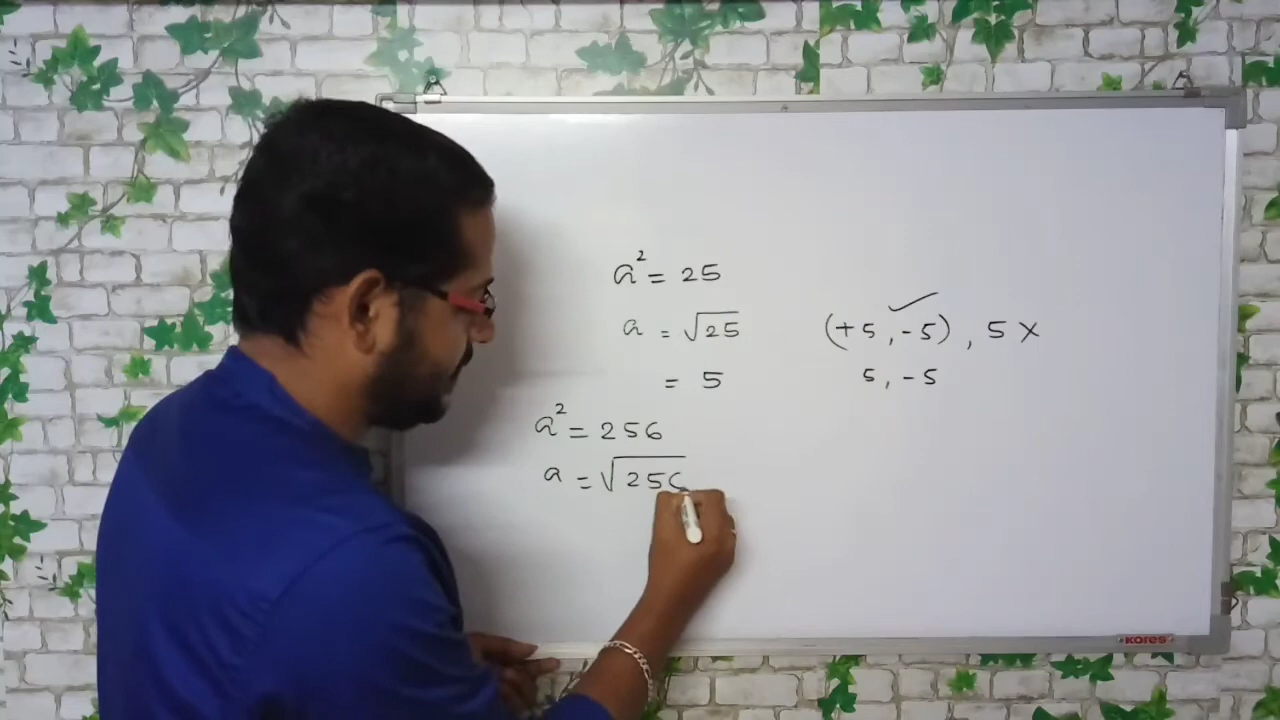 a² = 25
a = √25 (+5, -5), 5 ×
= 5 5, -5
a² = 256
a = √256
KORES